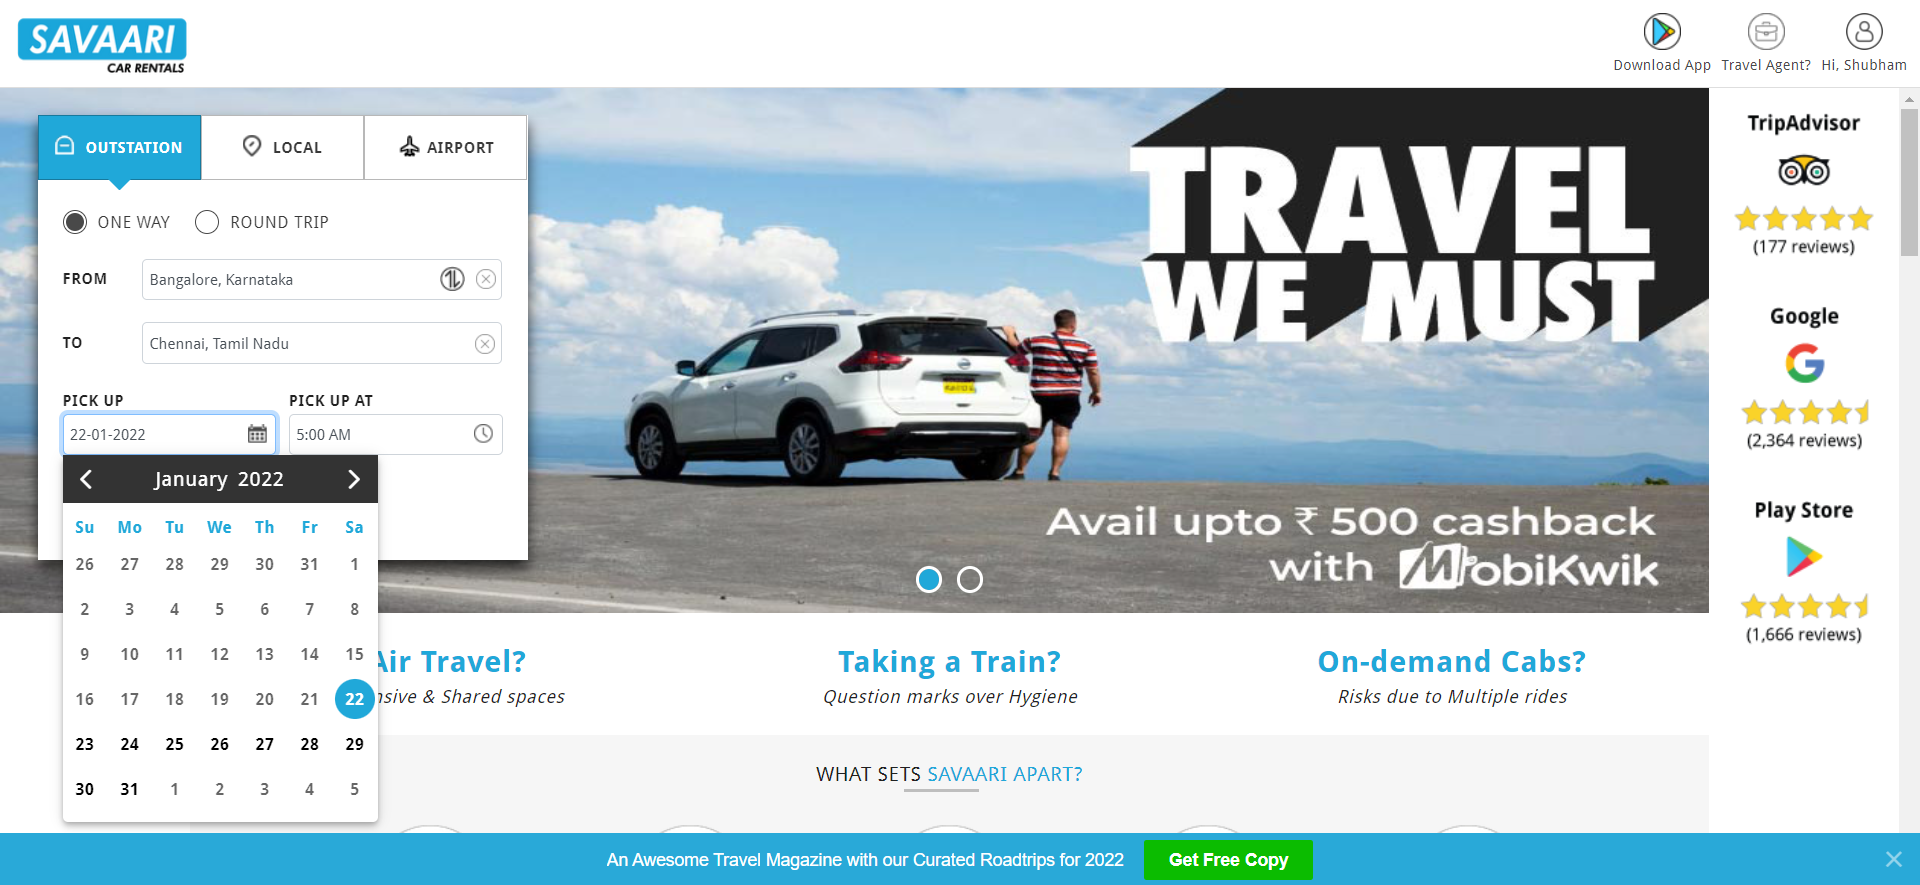 SAVAARI
CAR RENTALS
Download App
Travel Agent?
Hi, Shubham
OUTSTATION
LOCAL
AIRPORT
ONE WAY
ROUND TRIP
FROM
Bangalore, Karnataka
TO
Chennai, Tamil Nadu
PICK UP
PICK UP AT
22-01-2022
5:00 AM
January 2022
Su Mo Tu We Th Fr Sa
26 27 28 29 30 31 1
2 3 4 5 6 7 8
9 10 11 12 13 14 15
16 17 18 19 20 21 22
23 24 25 26 27 28 29
30 31 1 2 3 4 5
TRAVEL
WE MUST
Avail upto ₹ 500 cashback
with MobiKwik
TripAdvisor
(177 reviews)
Google
(2,364 reviews)
Play Store
(1,666 reviews)
Air Travel?
nsive & Shared spaces
Taking a Train?
Question marks over Hygiene
On-demand Cabs?
Risks due to Multiple rides
WHAT SETS SAVAARI APART?
An Awesome Travel Magazine with our Curated Roadtrips for 2022
Get Free Copy